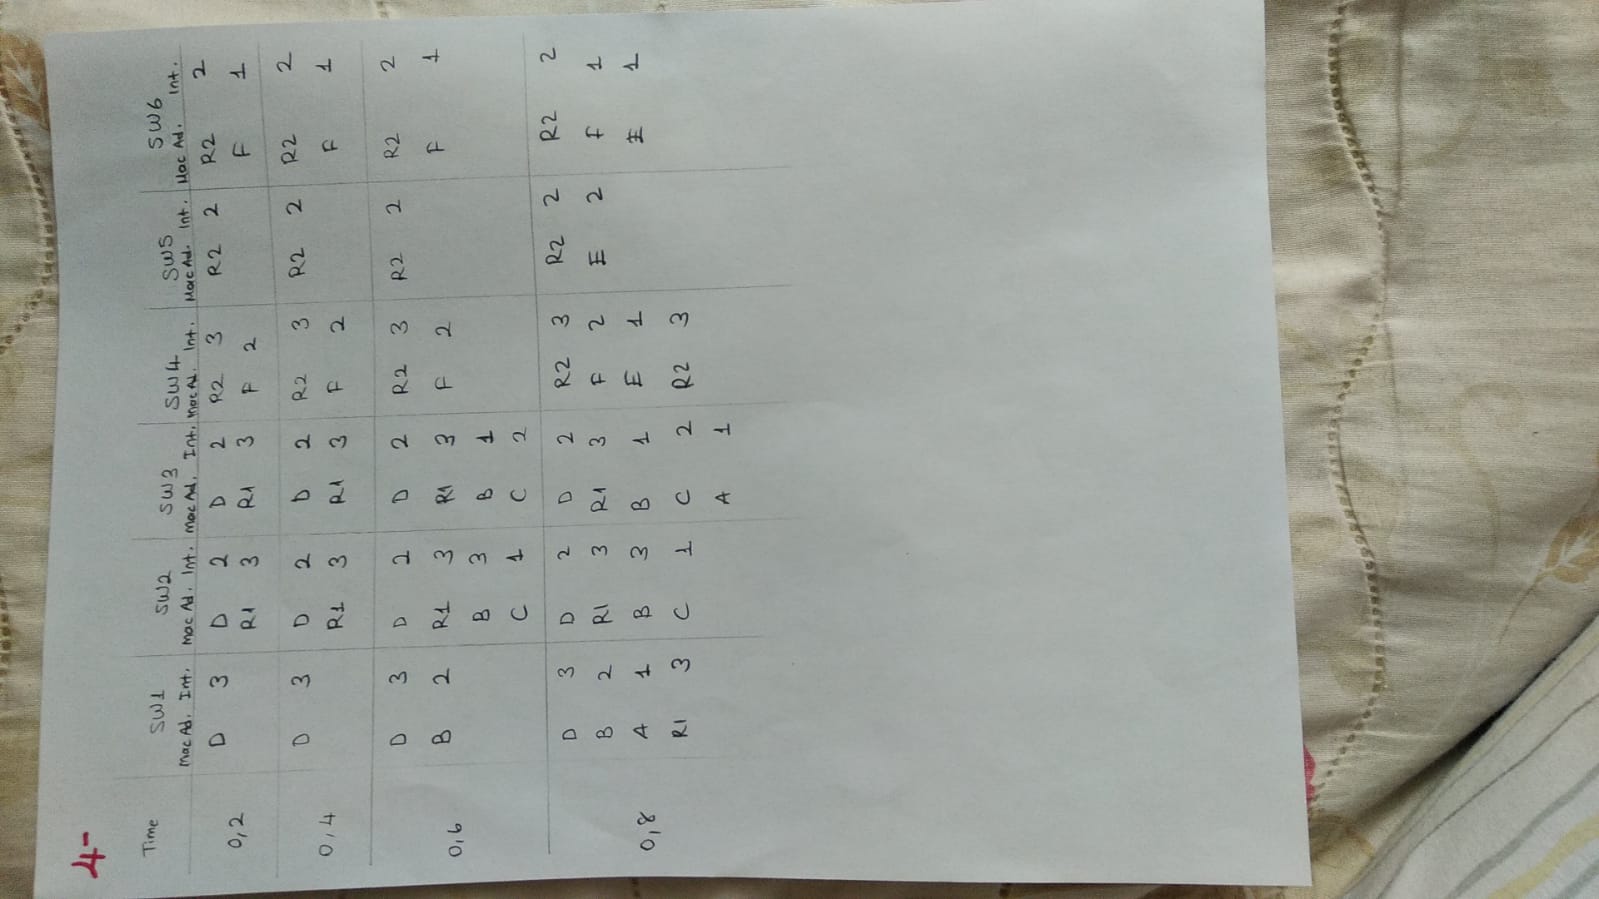 4-
Time SW1 SW2 SW3 SW4 SW5 SW6
Mac Ad. Int. Mac Ad. Int. Mac Ad. Int. Mac Ad. Int. Mac Ad. Int. Mac Ad. Int.
0,2 D 3 D 2 D 2 R2 3 R2 2 R2 2
R1 3 R1 3 F 2 F 1
0,4 D 3 D 2 D 2 R2 3 R2 2 R2 2
R1 3 R1 3 F 2 F 1
0,6 D 3 D 2 D 2 R2 3 R2 2 R2 2
B 2 R1 3 R1 3 F 2 F 1
B 3 B 1
C 1 C 2
0,8 D 3 D 2 D 2 R2 3 R2 2 R2 2
B 2 R1 3 R1 3 F 2 E 2 F 1
A 1 B 3 B 1 E 1 E 1
R1 3 C 1 C 2 R2 3
A 1